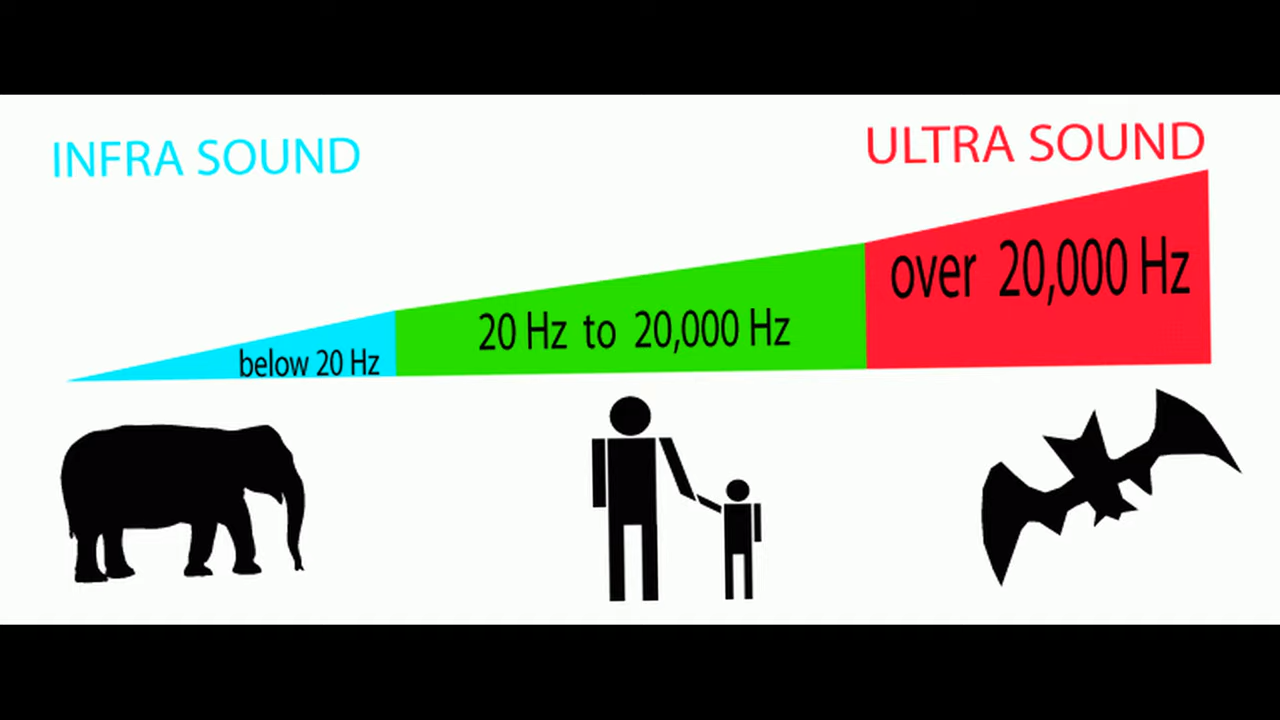 INFRA SOUND
ULTRA SOUND
below 20 Hz
20 Hz to 20,000 Hz
over 20,000 Hz